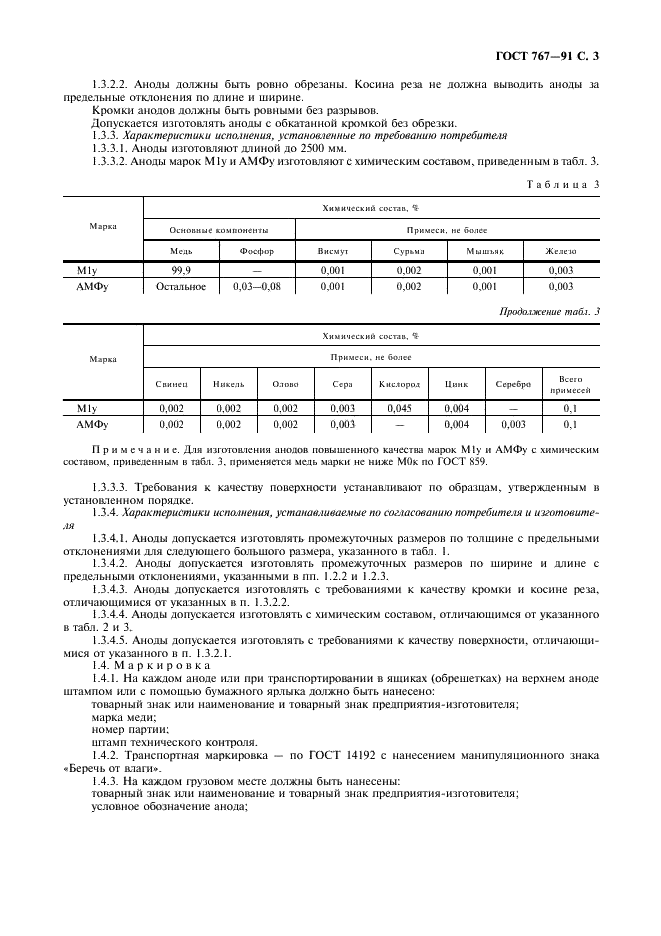 ГОСТ 767—91 С. 3
1.3.2.2. Аноды должны быть ровно обрезаны. Косина реза не должна выводить аноды за
предельные отклонения по длине и ширине.
Кромки анодов должны быть ровными без разрывов.
Допускается изготовлять аноды с обкатанной кромкой без обрезки.
1.3.3. Характеристики исполнения, установленные по требованию потребителя
1.3.3.1. Аноды изготовляют длиной до 2500 мм.
1.3.3.2. Аноды марок М1у и АМФу изготовляют с химическим составом, приведенным в табл. 3.
Таблица 3
Химический состав, %
Марка
Основные компоненты Примеси, не более
Медь Фосфор Висмут Сурьма Мышьяк Железо
М1у 99,9 — 0,001 0,002 0,001 0,003
АМФу Остальное 0,03—0,08 0,001 0,002 0,001 0,003
Продолжение табл. 3
Химический состав, %
Марка
Примеси, не более
Свинец Никель Олово Сера Кислород Цинк Серебро Всего примесей
М1у 0,002 0,002 0,002 0,003 0,045 0,004 — 0,1
АМФу 0,002 0,002 0,002 0,003 — 0,004 0,003 0,1
Примечание. Для изготовления анодов повышенного качества марок М1у и АМФу с химическим
составом, приведенным в табл. 3, применяется медь марки не ниже М0к по ГОСТ 859.
1.3.3.3. Требования к качеству поверхности устанавливают по образцам, утвержденным в
установленном порядке.
1.3.4. Характеристики исполнения, устанавливаемые по согласованию потребителя и изготовите-
ля
1.3.4.1. Аноды допускается изготовлять промежуточных размеров по толщине с предельными
отклонениями для следующего большого размера, указанного в табл. 1.
1.3.4.2. Аноды допускается изготовлять промежуточных размеров по ширине и длине с
предельными отклонениями, указанными в пп. 1.2.2 и 1.2.3.
1.3.4.3. Аноды допускается изготовлять с требованиями к качеству кромки и косине реза,
отличающимися от указанных в п. 1.3.2.2.
1.3.4.4. Аноды допускается изготовлять с химическим составом, отличающимся от указанного
в табл. 2 и 3.
1.3.4.5. Аноды допускается изготовлять с требованиями к качеству поверхности, отличающи-
мися от указанного в п. 1.3.2.1.
1.4. Маркировка
1.4.1. На каждом аноде или при транспортировании в ящиках (обрешетках) на верхнем аноде
штампом или с помощью бумажного ярлыка должно быть нанесено:
товарный знак или наименование и товарный знак предприятия-изготовителя;
марка меди;
номер партии;
штамп технического контроля.
1.4.2. Транспортная маркировка — по ГОСТ 14192 с нанесением манипуляционного знака
«Беречь от влаги».
1.4.3. На каждом грузовом месте должны быть нанесены:
товарный знак или наименование и товарный знак предприятия-изготовителя;
условное обозначение анода;